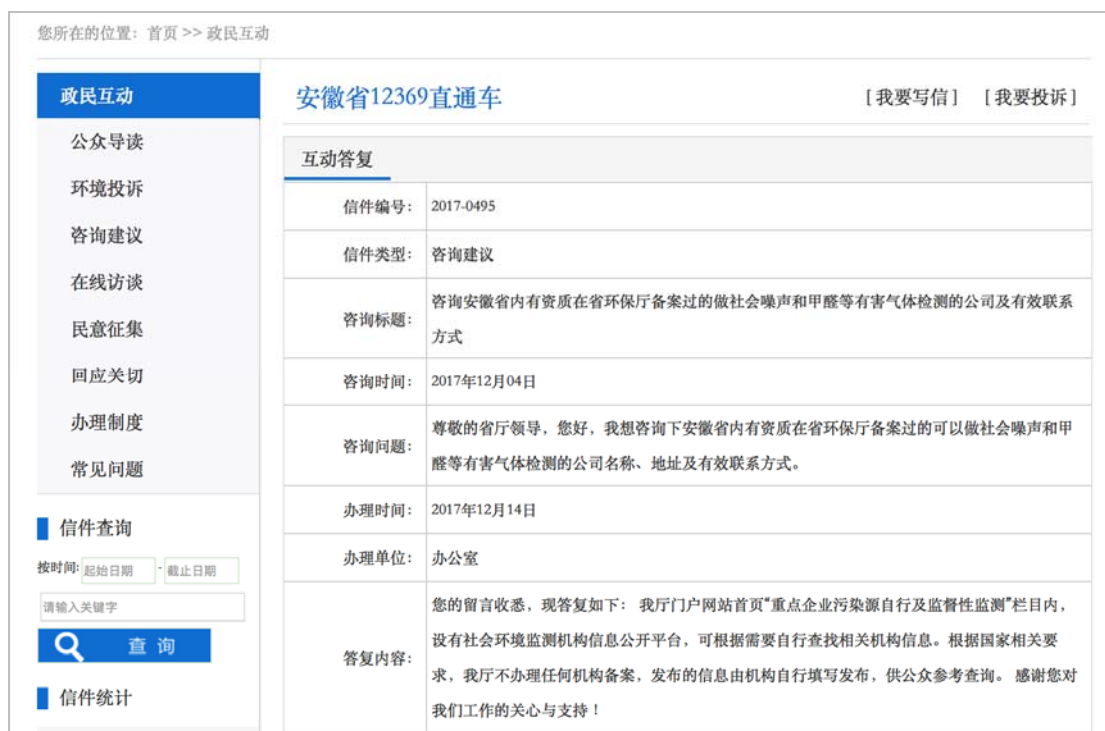 您所在的位置：首页 >> 政民互动
政民互动
公众导读
环境投诉
咨询建议
在线访谈
民意征集
回应关切
办理制度
常见问题
信件查询
按时间: 起始日期 - 截止日期
请输入关键字
查 询
信件统计
安徽省12369直通车
[我要写信] [我要投诉]
互动答复
信件编号： 2017-0495
信件类型： 咨询建议
咨询标题： 咨询安徽省内有资质在省环保厅备案过的做社会噪声和甲醛等有害气体检测的公司及有效联系
方式
咨询时间： 2017年12月04日
咨询问题： 尊敬的省厅领导，您好，我想咨询下安徽省内有资质在省环保厅备案过的可以做社会噪声和甲
醛等有害气体检测的公司名称、地址及有效联系方式。
办理时间： 2017年12月14日
办理单位： 办公室
答复内容： 您的留言收悉，现答复如下： 我厅门户网站首页“重点企业污染源自行及监督性监测”栏目内，
设有社会环境监测机构信息公开平台，可根据需要自行查找相关机构信息。根据国家相关要
求，我厅不办理任何机构备案，发布的信息由机构自行填写发布，供公众参考查询。 感谢您对
我们工作的关心与支持！